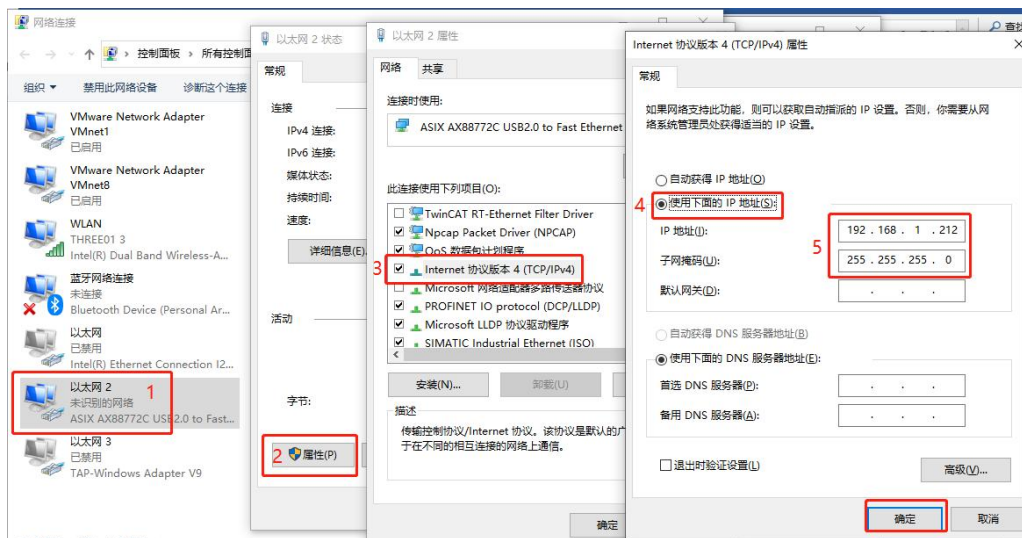 网络连接
控制面板 › 所有控制面
组织
禁用此网络设备
诊断这个连接
VMware Network Adapter
VMnet1
已启用
VMware Network Adapter
VMnet8
已启用
WLAN
THREE01 3
Intel(R) Dual Band Wireless-A...
蓝牙网络连接
未连接
Bluetooth Device (Personal Ar...
以太网
已禁用
Intel(R) Ethernet Connection I2...
以太网 2
1
未识别的网络
ASIX AX88772C USB2.0 to Fast...
以太网 3
已禁用
TAP-Windows Adapter V9
以太网 2 状态
常规
连接
IPv4 连接:
IPv6 连接:
媒体状态:
持续时间:
速度:
详细信息(E)
活动
字节:
2
属性(P)
以太网 2 属性
网络
共享
连接时使用:
ASIX AX88772C USB2.0 to Fast Ethernet
此连接使用下列项目(O):
TwinCAT RT-Ethernet Filter Driver
Npcap Packet Driver (NPCAP)
QoS 数据包计划程序
3
Internet 协议版本 4 (TCP/IPv4)
Microsoft 网络适配器多路传送器协议
PROFINET IO protocol (DCP/LLDP)
Microsoft LLDP 协议驱动程序
SIMATIC Industrial Ethernet (ISO)
安装(N)...
卸载(U)
描述
传输控制协议/Internet 协议。该协议是默认的广
于在不同的相互连接的网络上通信。
确定
查找
Internet 协议版本 4 (TCP/IPv4) 属性
常规
如果网络支持此功能，则可以获取自动指派的 IP 设置。否则，你需要从网
络系统管理员处获得适当的 IP 设置。
自动获得 IP 地址(O)
4
使用下面的 IP 地址(S):
IP 地址(I):
192 . 168 . 1 . 212
5
子网掩码(U):
255 . 255 . 255 . 0
默认网关(D):
. . .
自动获得 DNS 服务器地址(B)
使用下面的 DNS 服务器地址(E):
首选 DNS 服务器(P):
. . .
备用 DNS 服务器(A):
. . .
退出时验证设置(L)
高级(V)...
确定
取消